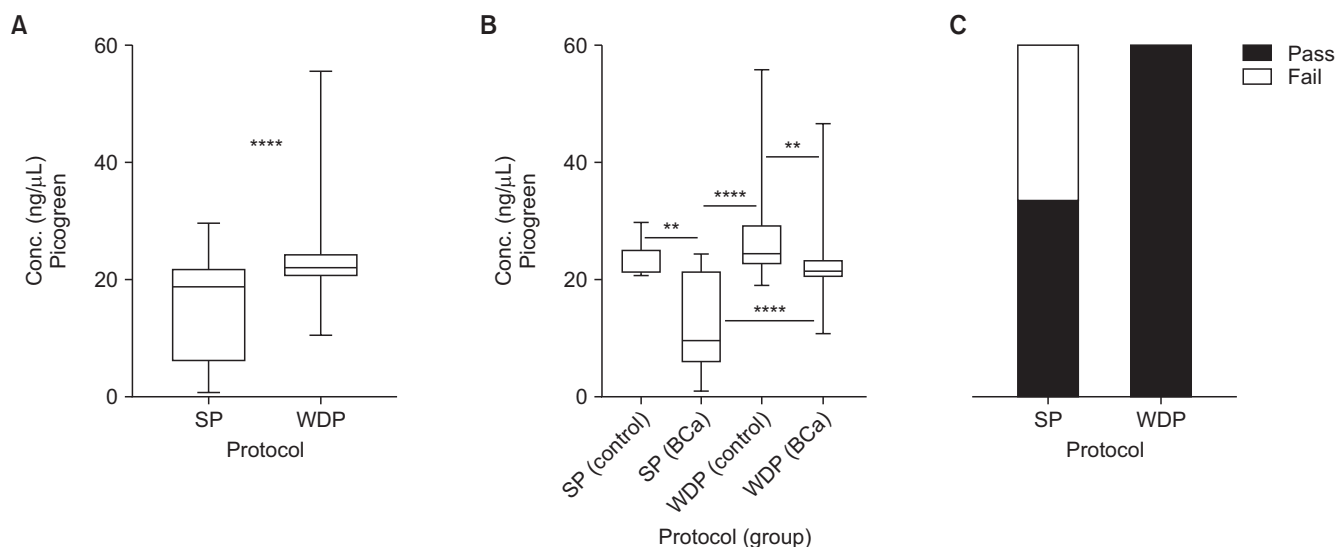 A
60
40
20
0
Conc. (ng/μL)
Picogreen
****
SP
WDP
Protocol
B
60
40
20
0
Conc. (ng/μL)
Picogreen
**
****
**
****
SP (control)
SP (BCa)
WDP (control)
WDP (BCa)
Protocol (group)
C
Pass
Fail
SP
WDP
Protocol